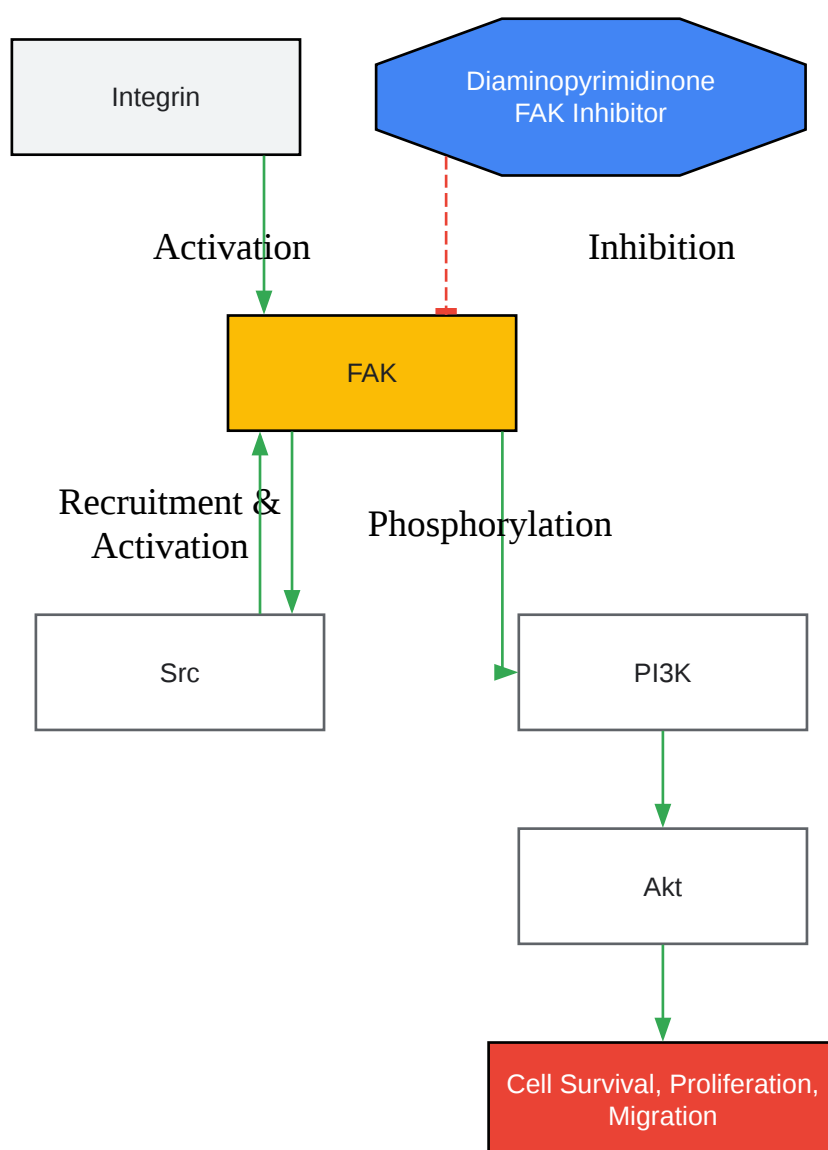 Integrin
Diaminopyrimidinone
FAK Inhibitor
Activation
Inhibition
FAK
Recruitment &
Activation
Phosphorylation
Src
PI3K
Akt
Cell Survival, Proliferation,
Migration